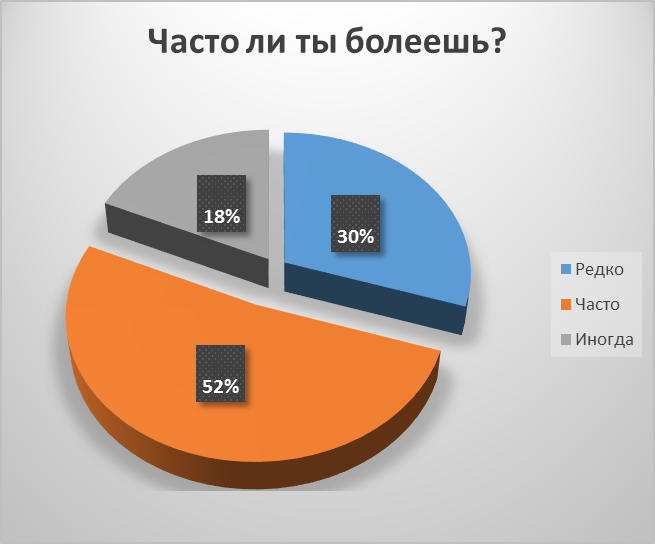 Часто ли ты болеешь?
18%
30%
52%
Редко
Часто
Иногда